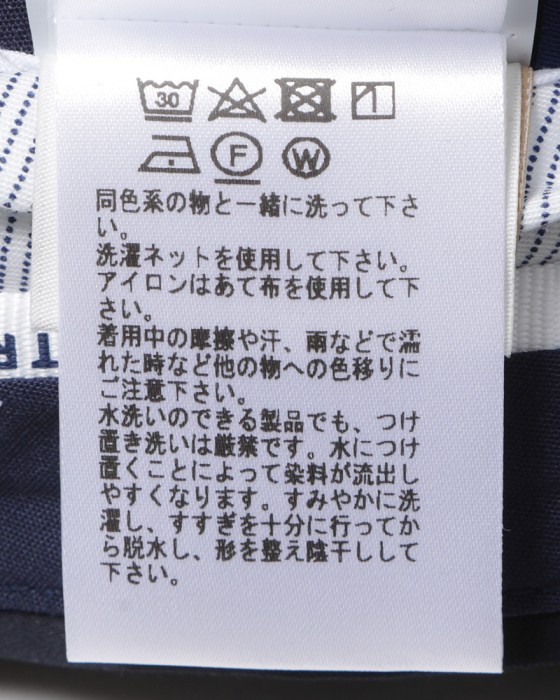 30
F
W
同色系の物と一緒に洗って下さ
い。
洗濯ネットを使用して下さい。
アイロンはあて布を使用して下
さい。
着用中の摩擦や汗、雨などで濡
れた時など他の物への色移りに
ご注意下さい。
水洗いのできる製品でも、つけ
置き洗いは厳禁です。水につけ
置くことによって染料が流出し
やすくなります。すみやかに洗
濯し、すすぎを十分に行ってか
ら脱水し、形を整え陰干しして
下さい。